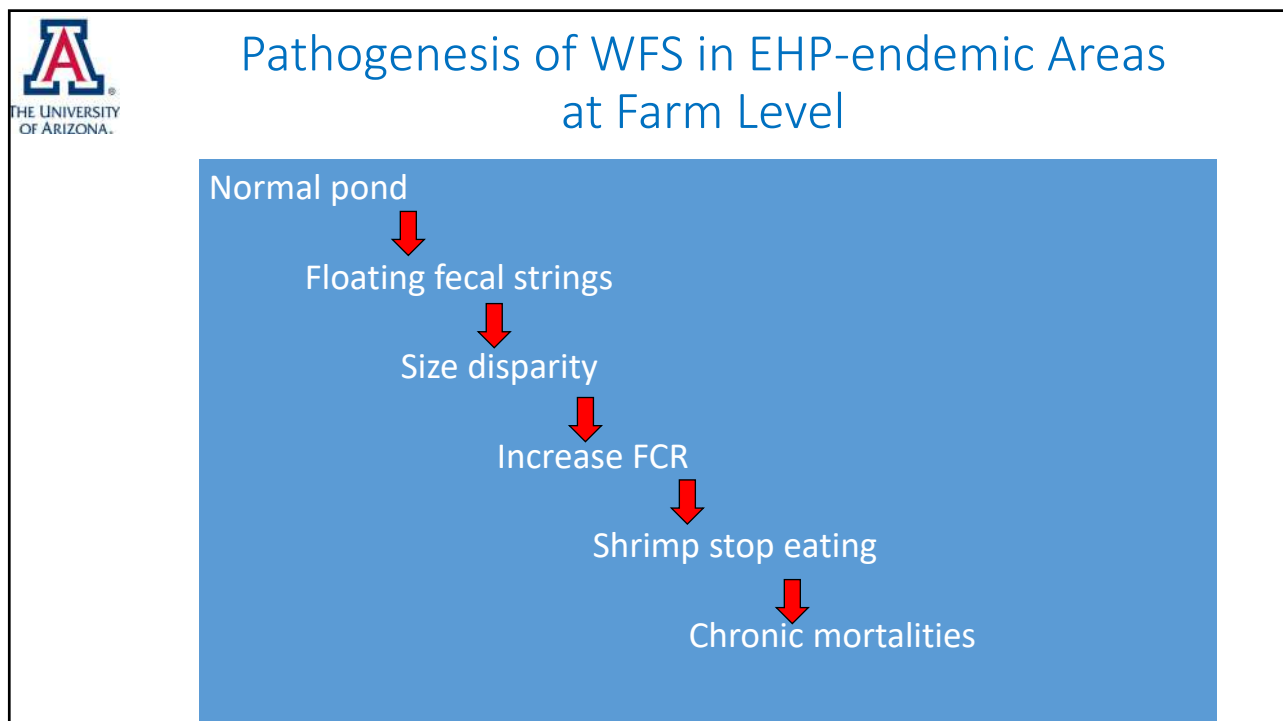 THE UNIVERSITY
OF ARIZONA.
Pathogenesis of WFS in EHP-endemic Areas
at Farm Level
Normal pond
Floating fecal strings
Size disparity
Increase FCR
Shrimp stop eating
Chronic mortalities